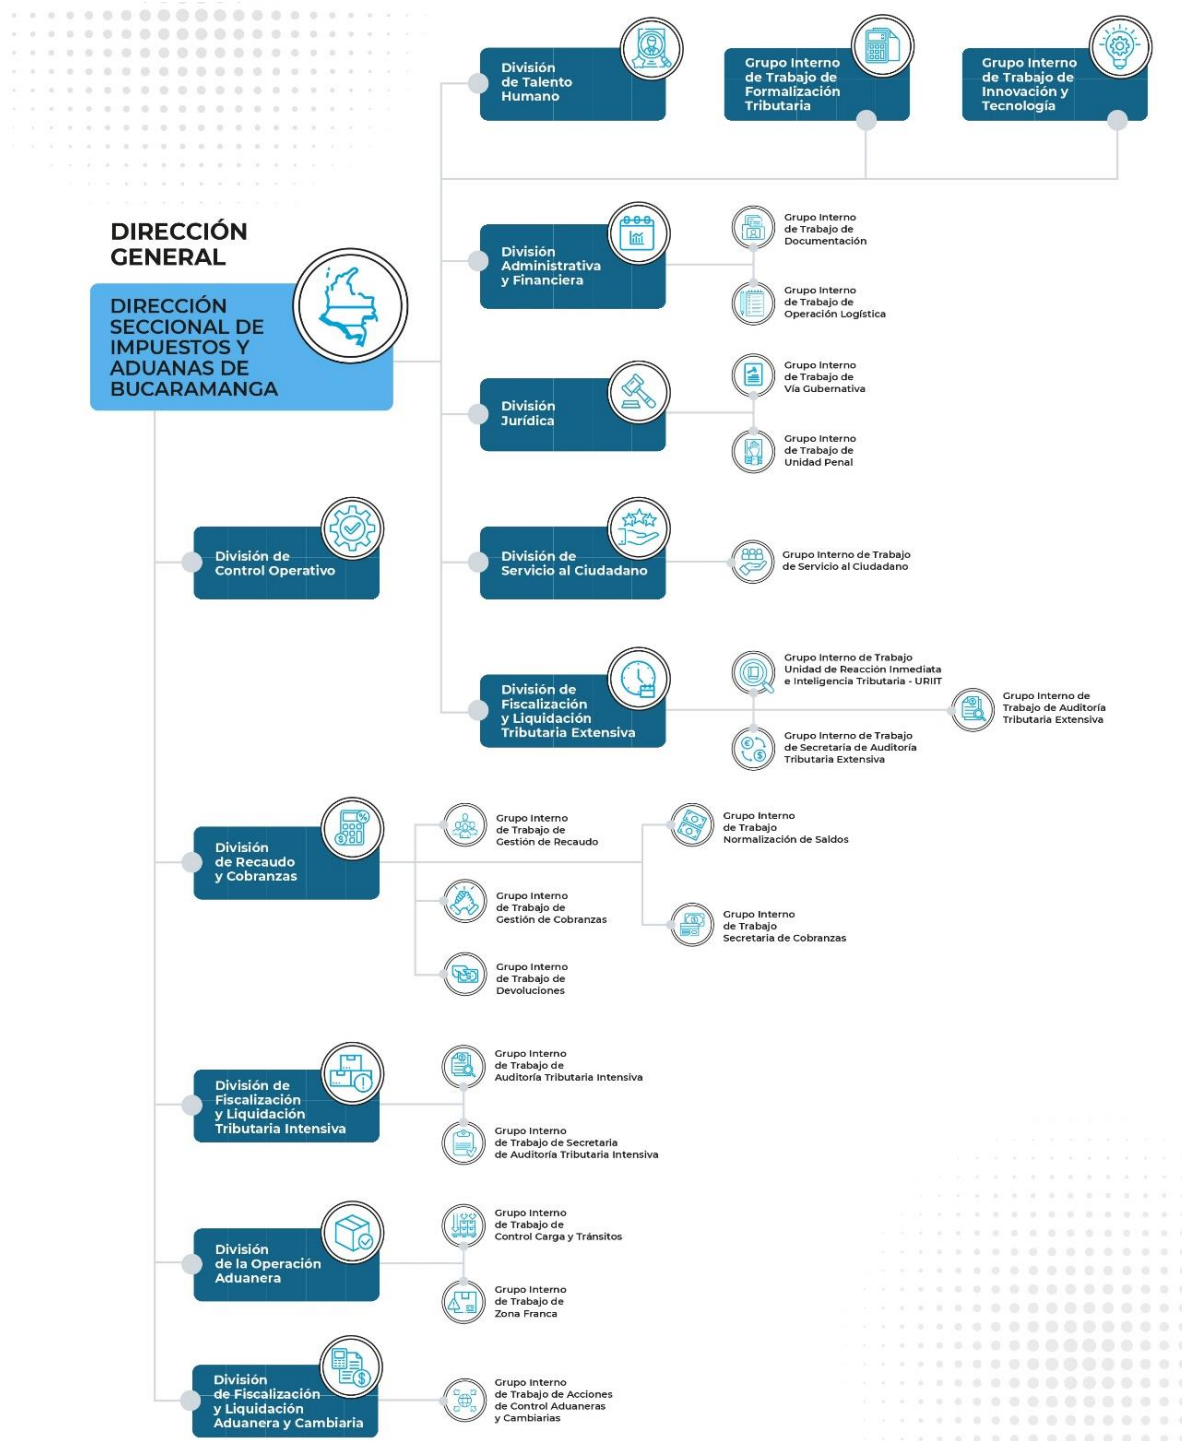 División
de Talento
Humano
Grupo Interno
de Trabajo de
Formalización
Tributaria
Grupo Interno
de Trabajo de
Innovación y
Tecnología
DIRECCIÓN
GENERAL
DIRECCIÓN
SECCIONAL DE
IMPUESTOS Y
ADUANAS DE
BUCARAMANGA
División
Administrativa
y Financiera
Grupo Interno
de Trabajo de
Documentación
Grupo Interno
de Trabajo de
Operación Logística
División
Jurídica
Grupo Interno
de Trabajo de
Vía Gubernativa
Grupo Interno
de Trabajo de
Unidad Penal
División de
Control Operativo
División de
Servicio al Ciudadano
Grupo Interno de Trabajo
de Servicio al Ciudadano
División de
Fiscalización
y Liquidación
Tributaria Extensiva
Grupo Interno de Trabajo
Unidad de Reacción Inmediata
e Inteligencia Tributaria - URIIT
Grupo Interno de
Trabajo de Auditoría
Tributaria Extensiva
Grupo Interno de Trabajo
de Secretaria de Auditoría
Tributaria Extensiva
División
de Recaudo
y Cobranzas
Grupo Interno
de Trabajo de
Gestión de Recaudo
Grupo Interno
de Trabajo
Normalización de Saldos
Grupo Interno
de Trabajo de
Gestión de Cobranzas
Grupo Interno
de Trabajo
Secretaria de Cobranzas
Grupo Interno
de Trabajo de
Devoluciones
División de
Fiscalización
y Liquidación
Tributaria Intensiva
Grupo Interno
de Trabajo de
Auditoría Tributaria Intensiva
Grupo Interno
de Trabajo de Secretaria
de Auditoría Tributaria Intensiva
División
de la Operación
Aduanera
Grupo Interno
de Trabajo de
Control Carga y Tránsitos
Grupo Interno
de Trabajo de
Zona Franca
División
de Fiscalización
y Liquidación
Aduanera y Cambiaria
Grupo Interno
de Trabajo de Acciones
de Control Aduaneras
y Cambiarias